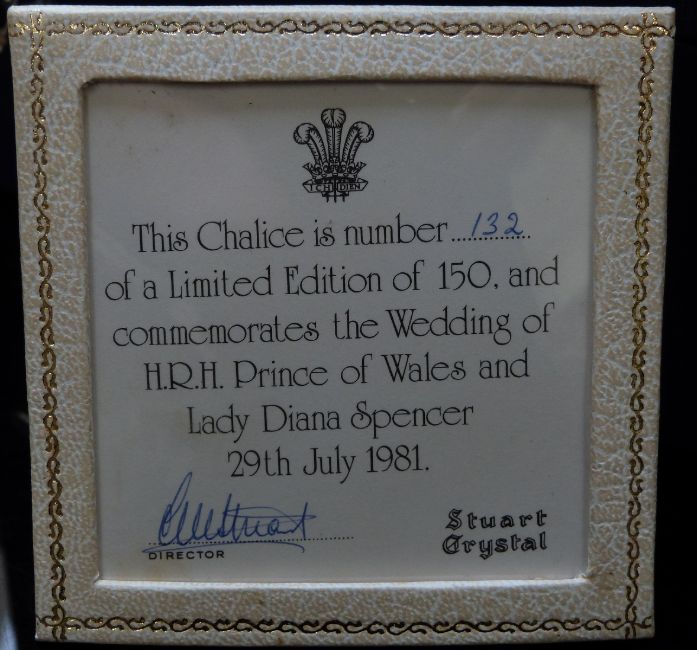 ICH DIEN
This Chalice is number 132
of a Limited Edition of 150, and
commemorates the Wedding of
H.R.H. Prince of Wales and
Lady Diana Spencer
29th July 1981.
DIRECTOR
Stuart
Crystal